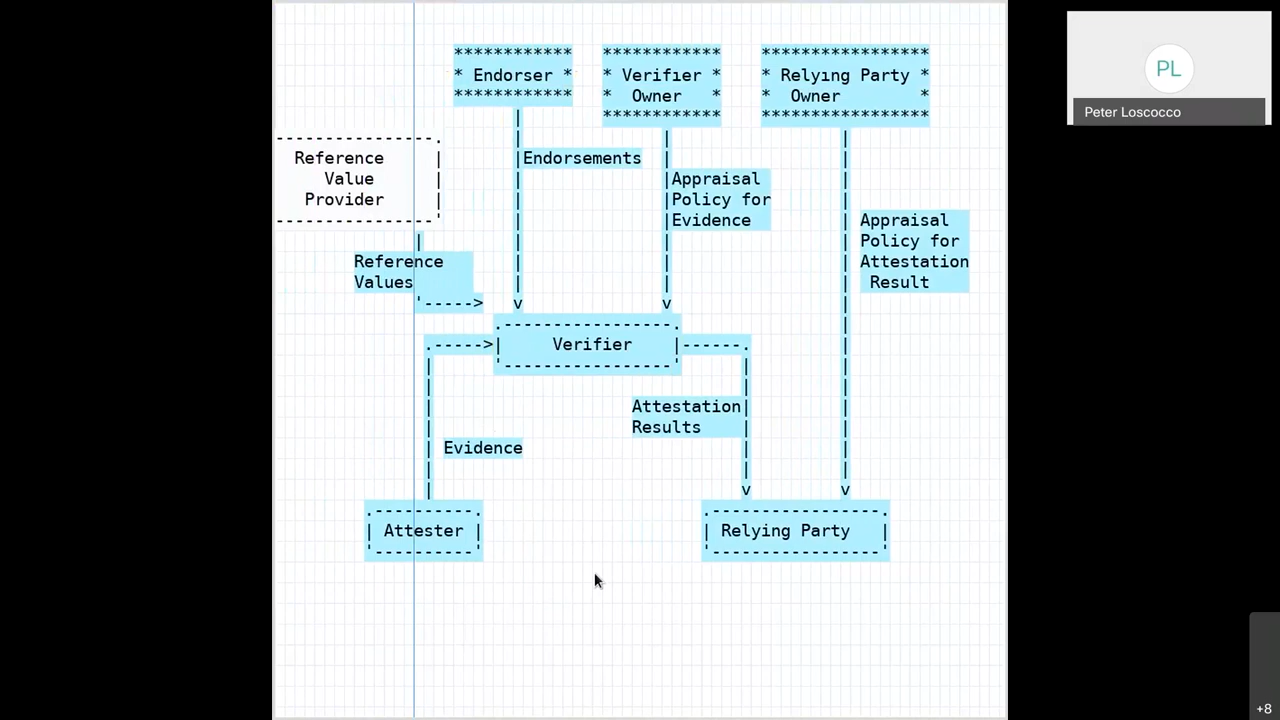 ************
* Endorser *
************
************
* Verifier *
*  Owner   *
************
*****************
* Relying Party *
*  Owner        *
*****************
Reference
Value
Provider
Endorsements
Appraisal
Policy for
Evidence
Appraisal
Policy for
Attestation
Result
Reference
Values
Verifier
Attestation
Results
Evidence
Attester
Relying Party
PL
Peter Loscocco
+8